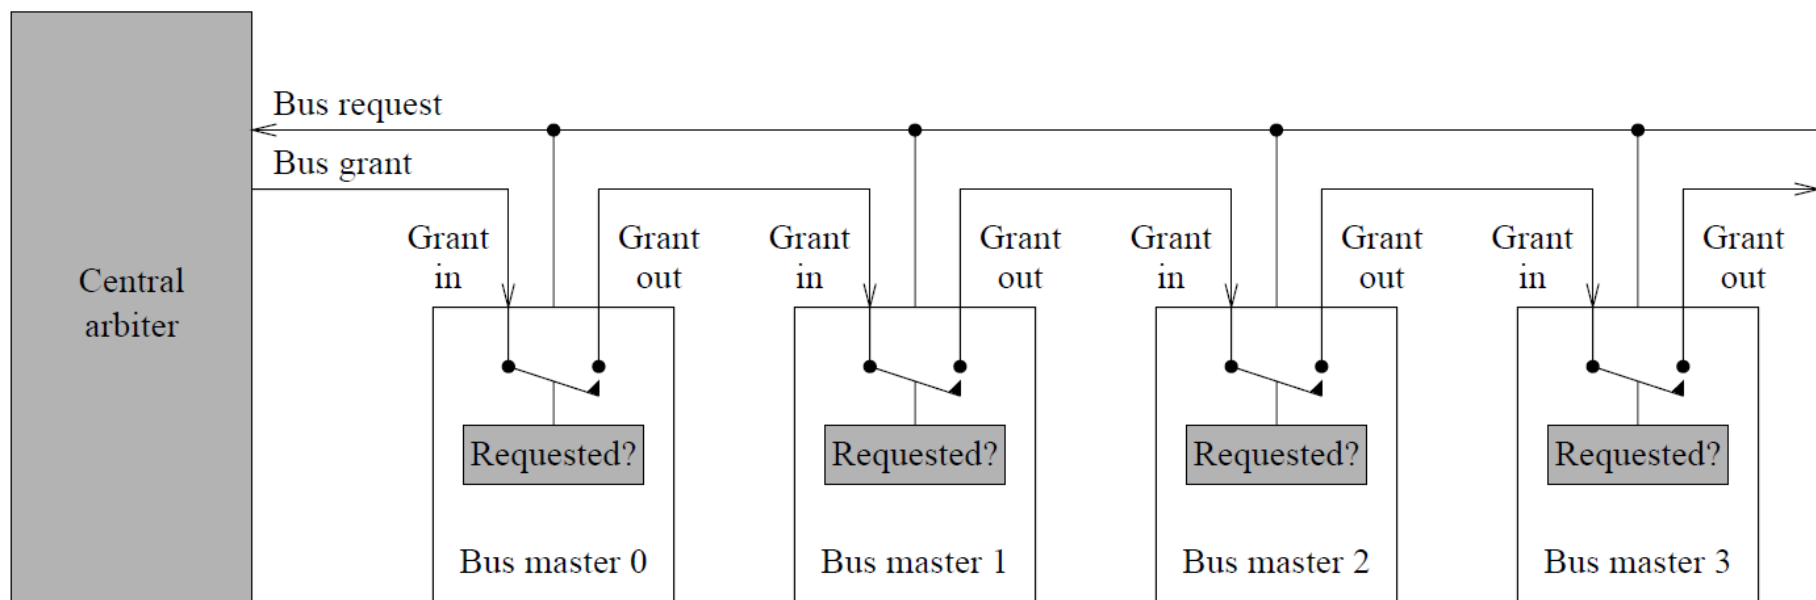 Bus request
Bus grant
Central
arbiter
Grant
in
Grant
out
Grant
in
Grant
out
Grant
in
Grant
out
Grant
in
Grant
out
Requested?
Requested?
Requested?
Requested?
Bus master 0
Bus master 1
Bus master 2
Bus master 3